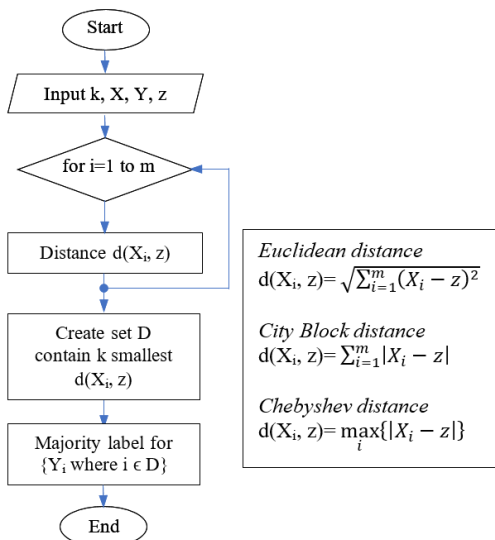 Start
Input k, X, Y, z
for i=1 to m
Distance d(Xᵢ, z)
Create set D
contain k smallest
d(Xᵢ, z)
Majority label for
{Yᵢ where i ϵ D}
End
Euclidean distance
d(Xᵢ, z)= √∑ᵢ₌₁ᵐ(Xᵢ − z)²
City Block distance
d(Xᵢ, z)= ∑ᵢ₌₁ᵐ|Xᵢ − z|
Chebyshev distance
d(Xᵢ, z)= max{|Xᵢ − z|}
i